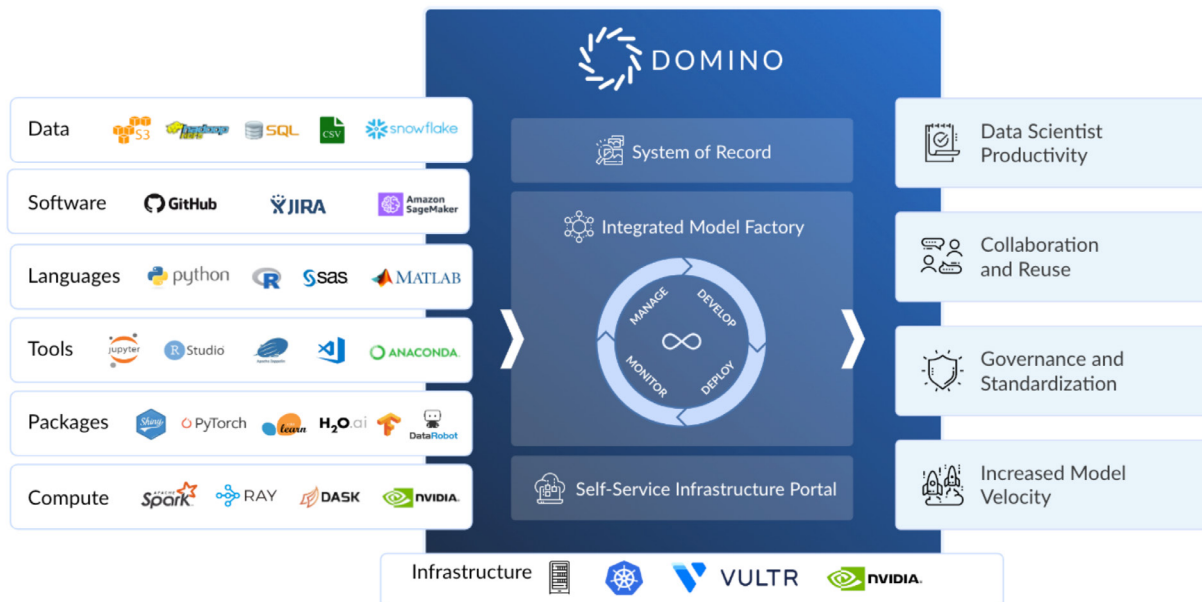 DOMINO
Data
S3
hadoop
SQL
CSV
snowflake
Software
GitHub
JIRA
Amazon
SageMaker
Languages
python
R
sas
MATLAB
Tools
jupyter
R Studio
ANACONDA
Packages
Shiny
PyTorch
learn
H2O.ai
DataRobot
Compute
APACHE
Spark
RAY
DASK
NVIDIA
System of Record
Integrated Model Factory
MANAGE
DEVELOP
MONITOR
DEPLOY
Self-Service Infrastructure Portal
Data Scientist
Productivity
Collaboration
and Reuse
Governance and
Standardization
Increased Model
Velocity
Infrastructure
VULTR
NVIDIA